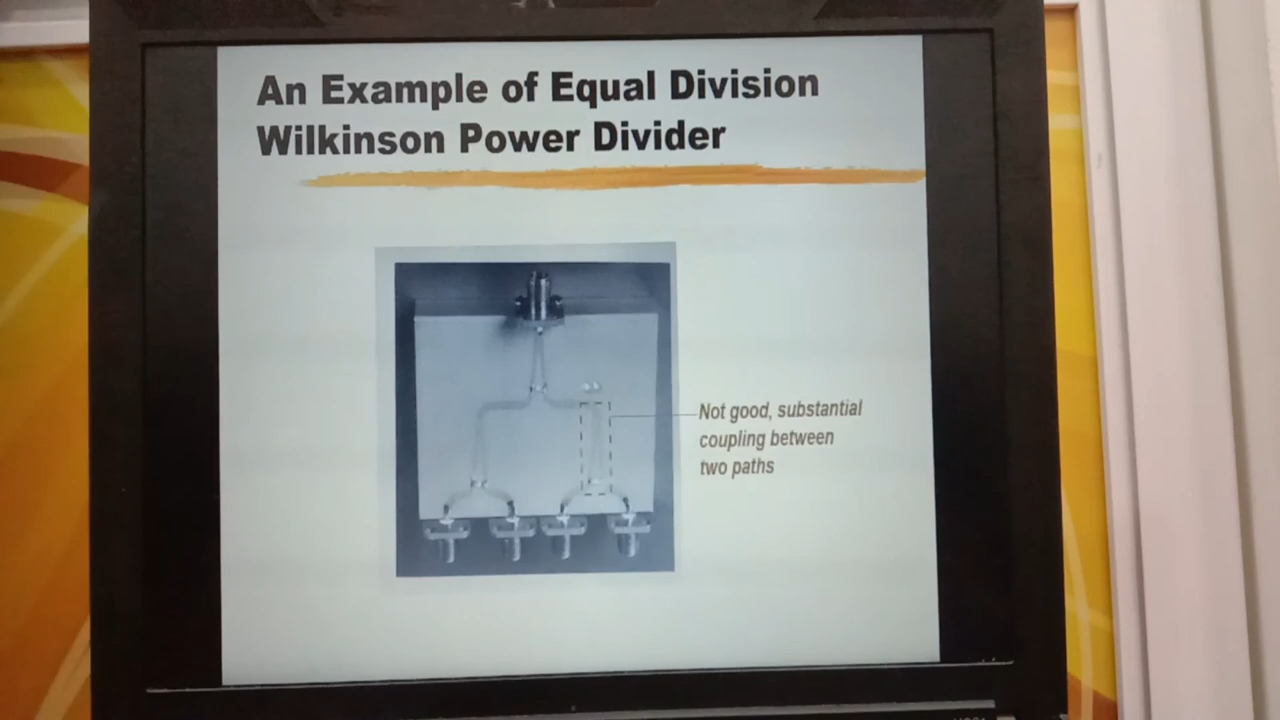 An Example of Equal Division
Wilkinson Power Divider
Not good, substantial
coupling between
two paths